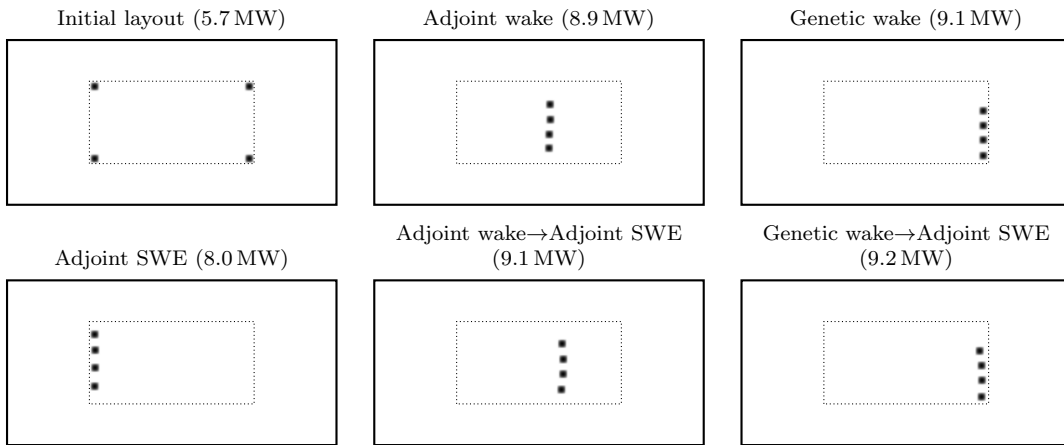 Initial layout (5.7 MW)
Adjoint wake (8.9 MW)
Genetic wake (9.1 MW)
Adjoint SWE (8.0 MW)
Adjoint wake→Adjoint SWE
(9.1 MW)
Genetic wake→Adjoint SWE
(9.2 MW)